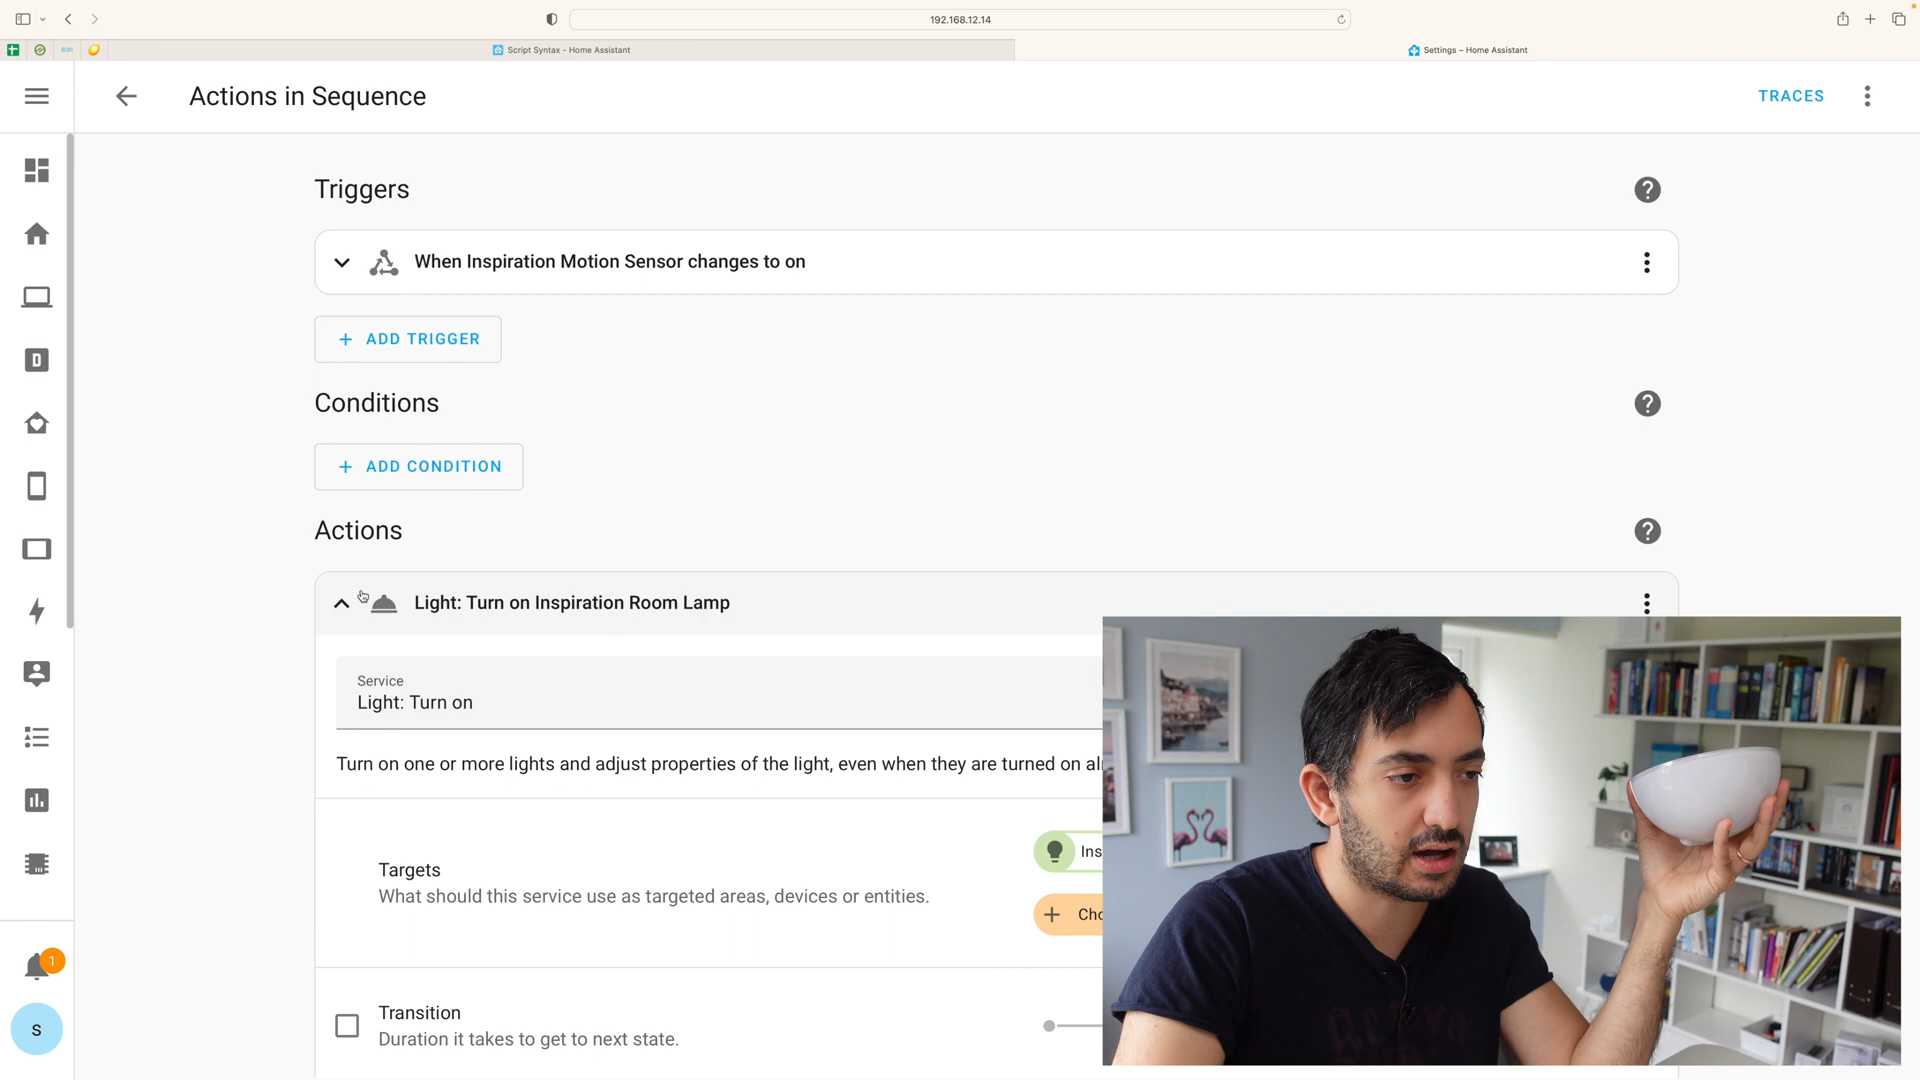 192.168.12.14
Script Syntax - Home Assistant
Settings – Home Assistant
Actions in Sequence
TRACES
Triggers
When Inspiration Motion Sensor changes to on
+ ADD TRIGGER
Conditions
+ ADD CONDITION
Actions
Light: Turn on Inspiration Room Lamp
Service
Light: Turn on
Turn on one or more lights and adjust properties of the light, even when they are turned on al
Ins
Targets
What should this service use as targeted areas, devices or entities.
+ Cho
Transition
Duration it takes to get to next state.
D
1
S